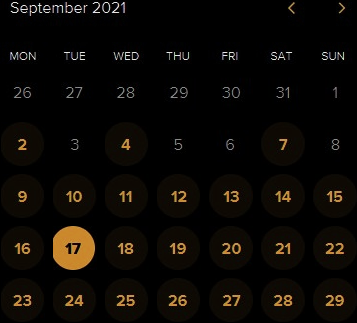 September 2021 < >
MON TUE WED THU FRI SAT SUN
26 27 28 29 30 31 1
2 3 4 5 6 7 8
9 10 11 12 13 14 15
16 17 18 19 20 21 22
23 24 25 26 27 28 29